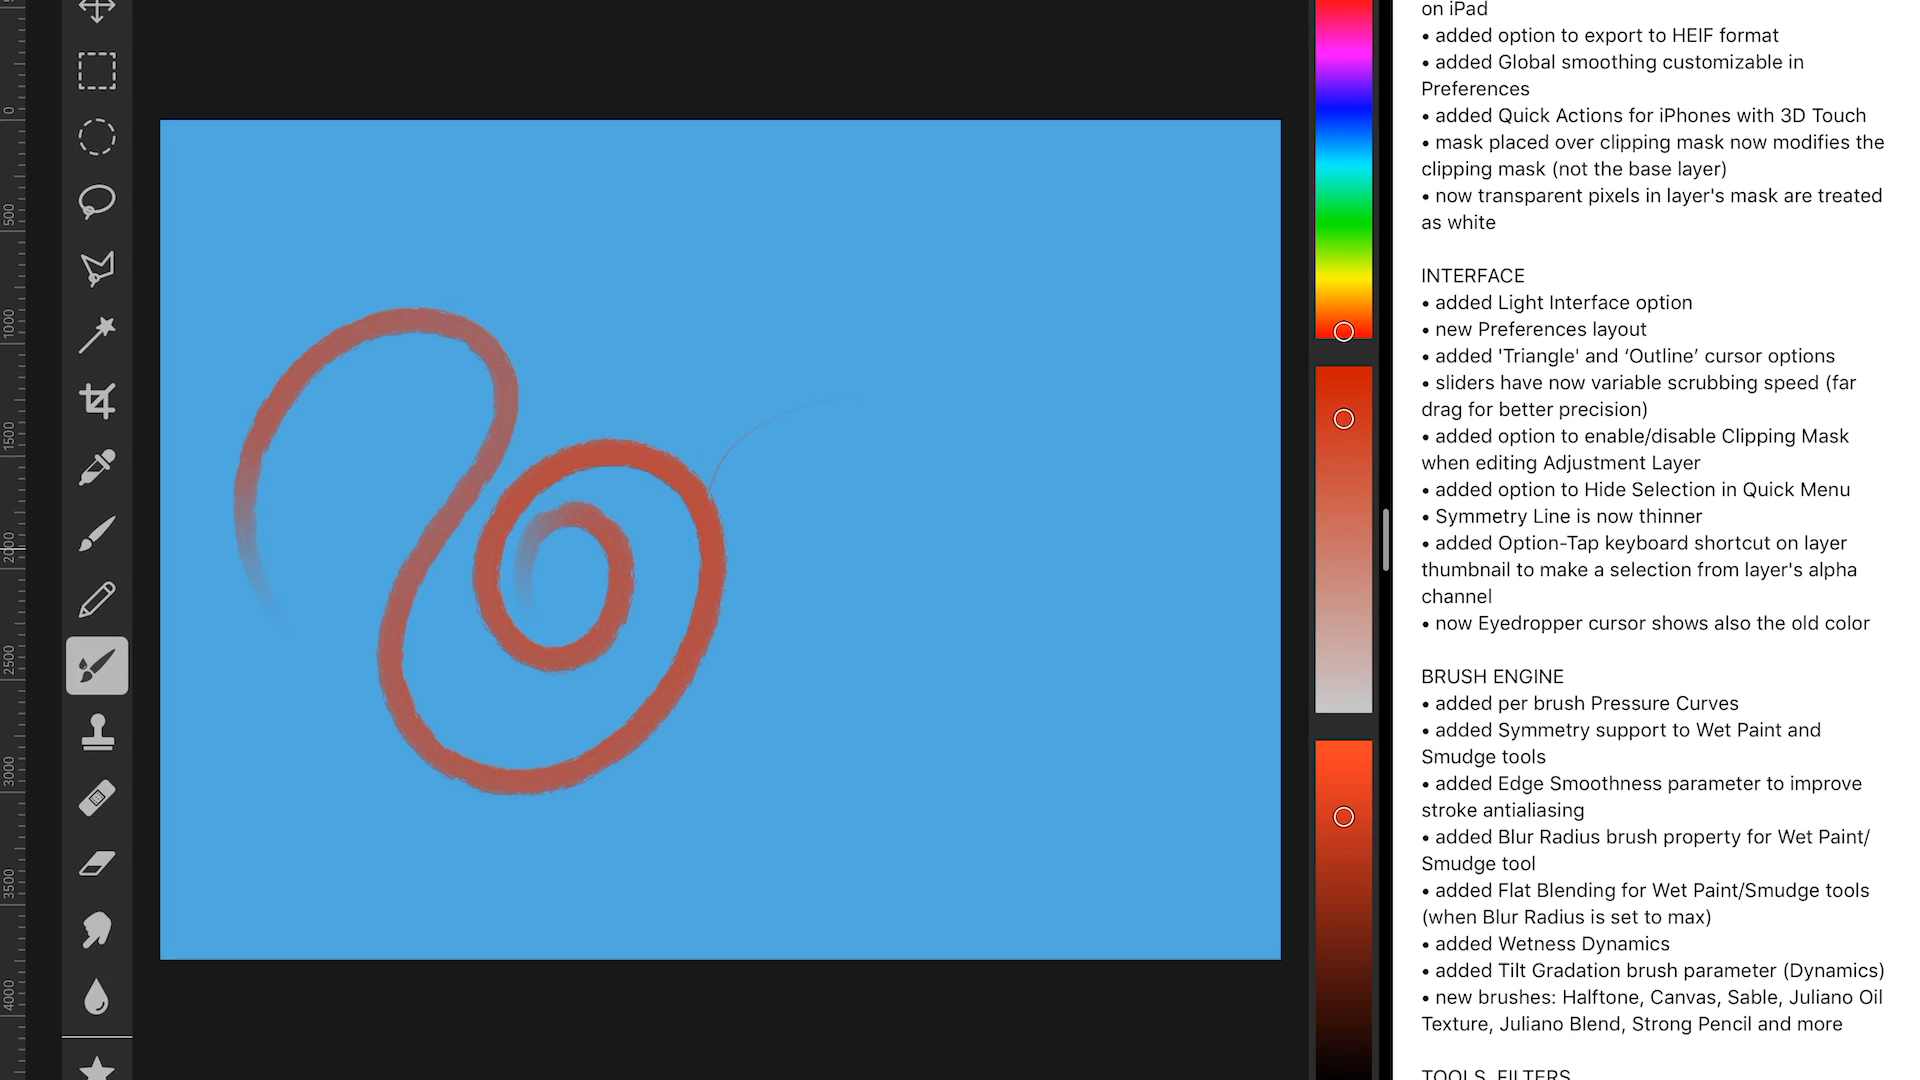 0
500
1000
1500
2000
2500
3000
3500
4000
on iPad
• added option to export to HEIF format
• added Global smoothing customizable in
Preferences
• added Quick Actions for iPhones with 3D Touch
• mask placed over clipping mask now modifies the
clipping mask (not the base layer)
• now transparent pixels in layer's mask are treated
as white
INTERFACE
• added Light Interface option
• new Preferences layout
• added 'Triangle' and ‘Outline’ cursor options
• sliders have now variable scrubbing speed (far
drag for better precision)
• added option to enable/disable Clipping Mask
when editing Adjustment Layer
• added option to Hide Selection in Quick Menu
• Symmetry Line is now thinner
• added Option-Tap keyboard shortcut on layer
thumbnail to make a selection from layer's alpha
channel
• now Eyedropper cursor shows also the old color
BRUSH ENGINE
• added per brush Pressure Curves
• added Symmetry support to Wet Paint and
Smudge tools
• added Edge Smoothness parameter to improve
stroke antialiasing
• added Blur Radius brush property for Wet Paint/
Smudge tool
• added Flat Blending for Wet Paint/Smudge tools
(when Blur Radius is set to max)
• added Wetness Dynamics
• added Tilt Gradation brush parameter (Dynamics)
• new brushes: Halftone, Canvas, Sable, Juliano Oil
Texture, Juliano Blend, Strong Pencil and more
TOOLS, FILTERS